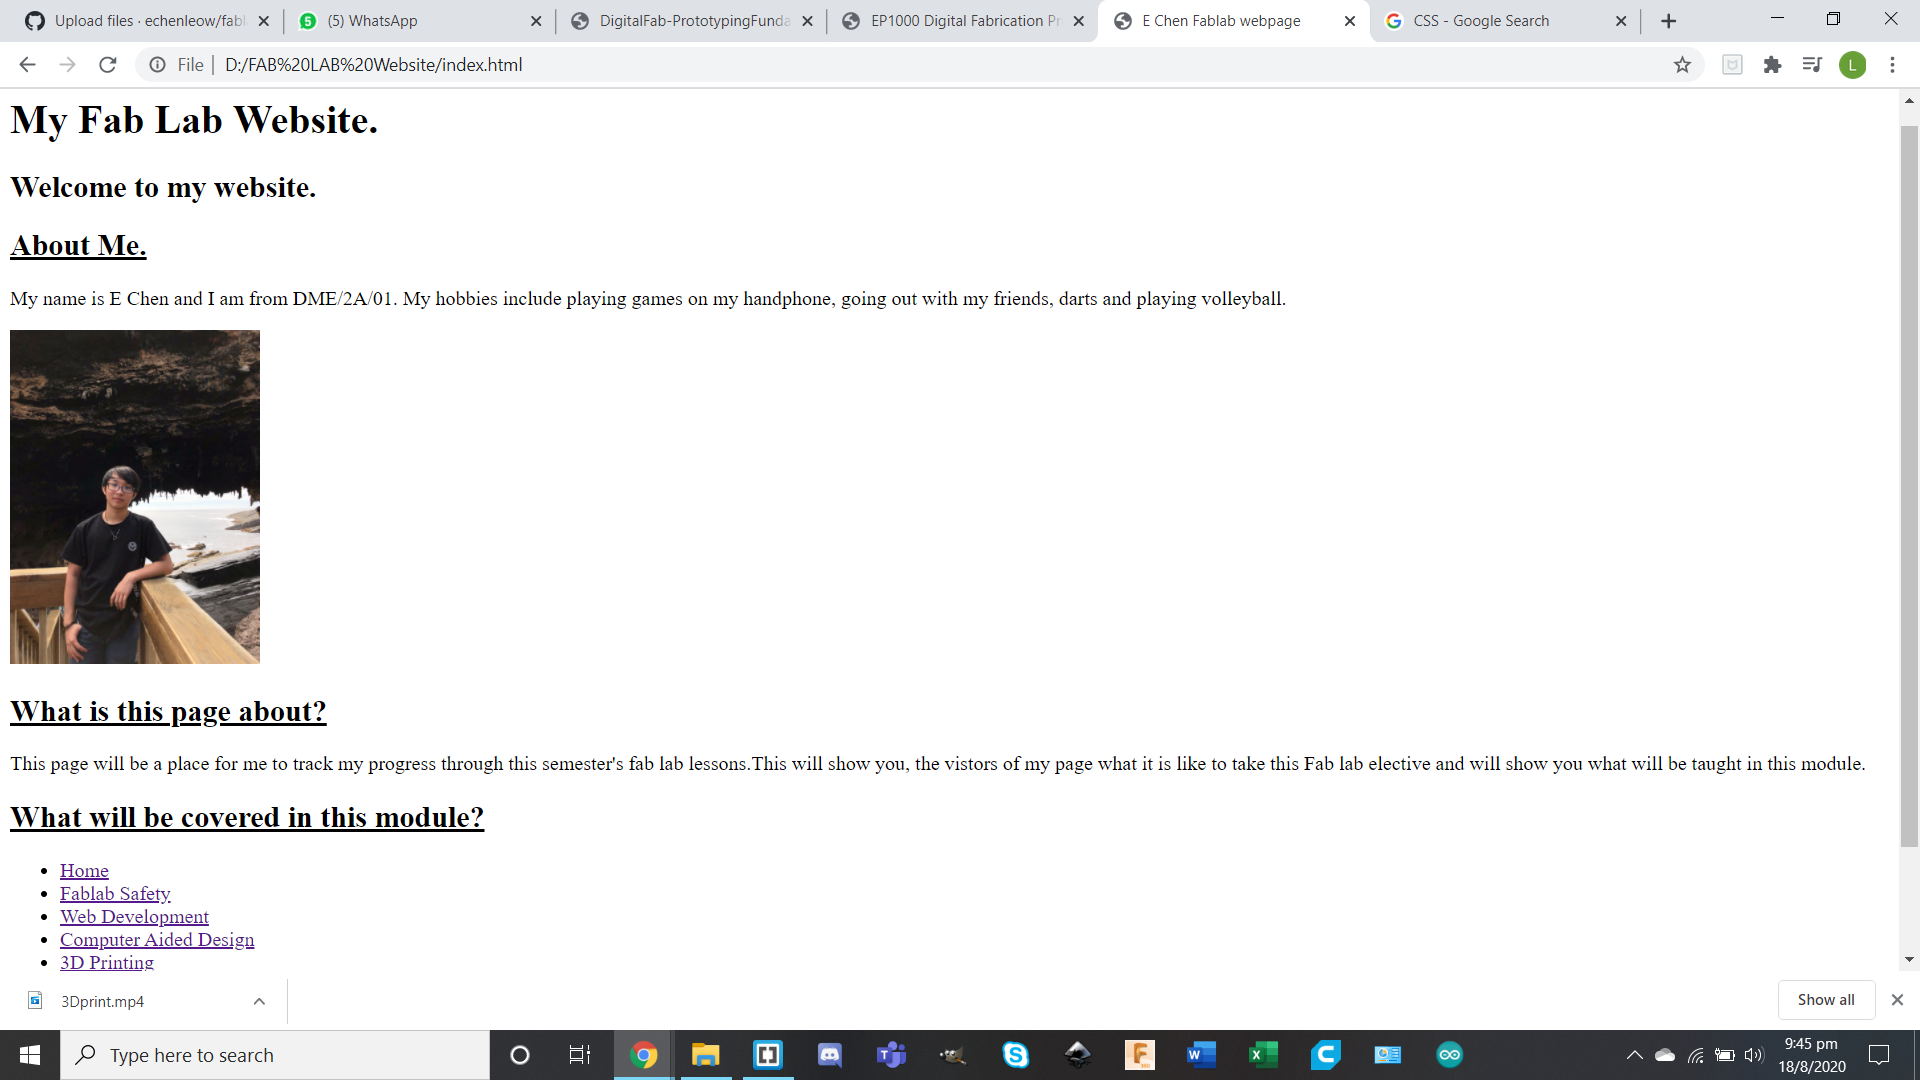 Upload files · echenleow/fabl
(5) WhatsApp
DigitalFab-PrototypingFunda
EP1000 Digital Fabrication Pr
E Chen Fablab webpage
CSS - Google Search
File
D:/FAB%20LAB%20Website/index.html
L
My Fab Lab Website.
Welcome to my website.
About Me.
My name is E Chen and I am from DME/2A/01. My hobbies include playing games on my handphone, going out with my friends, darts and playing volleyball.
What is this page about?
This page will be a place for me to track my progress through this semester's fab lab lessons.This will show you, the vistors of my page what it is like to take this Fab lab elective and will show you what will be taught in this module.
What will be covered in this module?
Home
Fablab Safety
Web Development
Computer Aided Design
3D Printing
3Dprint.mp4
Show all
Type here to search
9:45 pm
18/8/2020